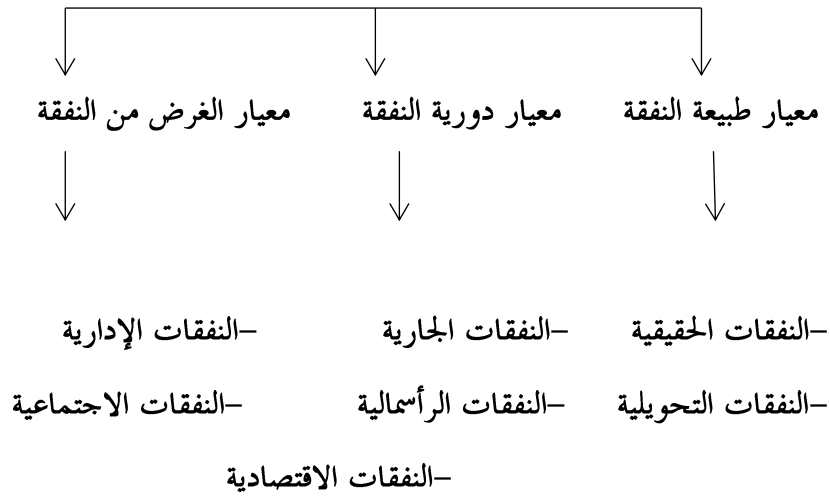 معيار طبيعة النفقة معيار دورية النفقة معيار الغرض من النفقة
-النفقات الحقيقية -النفقات الجارية -النفقات الإدارية
-النفقات التحويلية -النفقات الرأسمالية -النفقات الاجتماعية
-النفقات الاقتصادية